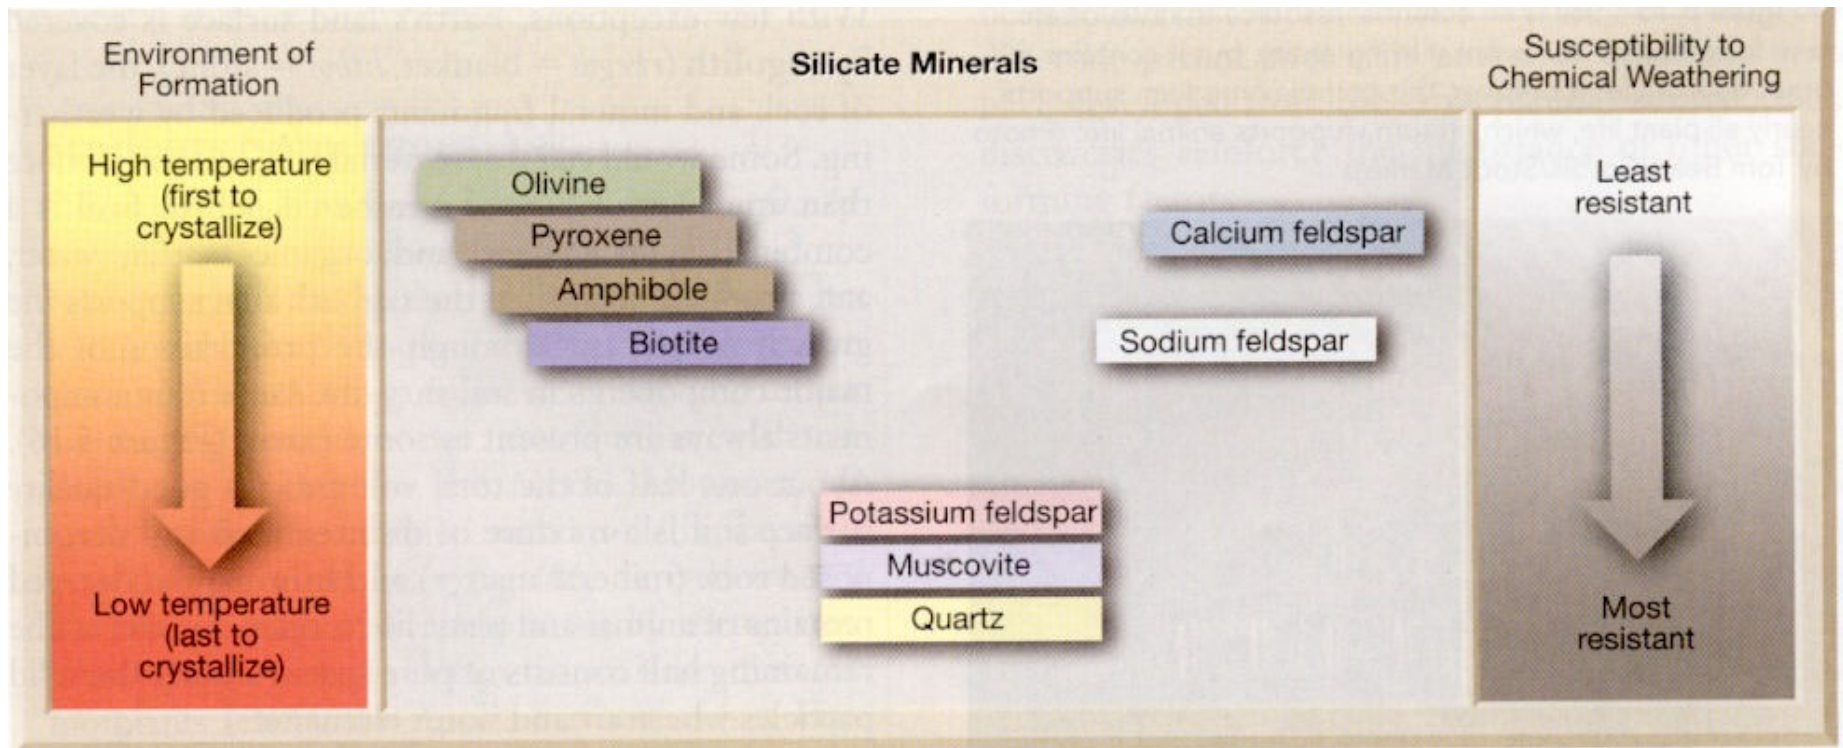 Environment of
Formation
Silicate Minerals
Susceptibility to
Chemical Weathering
High temperature
(first to
crystallize)
Low temperature
(last to
crystallize)
Olivine
Pyroxene
Amphibole
Biotite
Calcium feldspar
Sodium feldspar
Potassium feldspar
Muscovite
Quartz
Least
resistant
Most
resistant